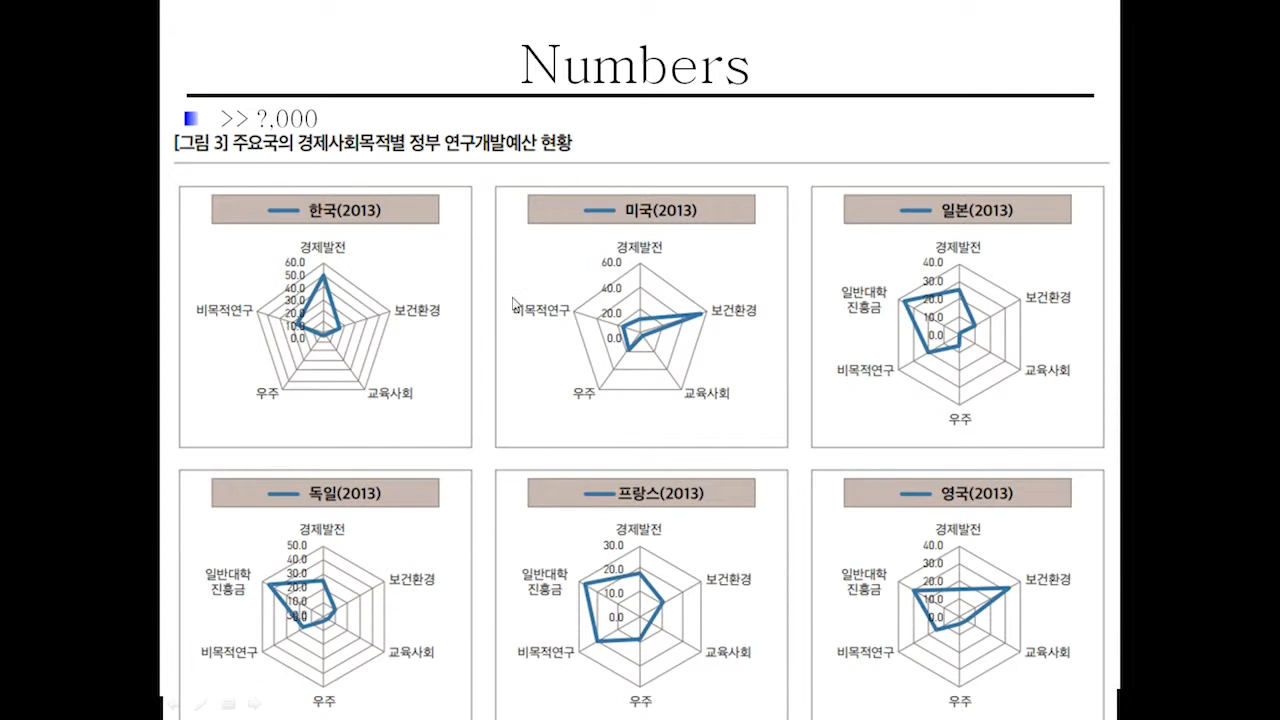 Numbers
>> ?,000
[그림 3] 주요국의 경제사회목적별 정부 연구개발예산 현황
한국(2013)
경제발전
60.0
50.0
40.0
30.0
20.0
10.0
0.0
비목적연구
보건환경
우주
교육사회
미국(2013)
경제발전
60.0
40.0
20.0
0.0
비목적연구
보건환경
우주
교육사회
일본(2013)
경제발전
40.0
30.0
20.0
10.0
0.0
일반대학
진흥금
보건환경
비목적연구
교육사회
우주
독일(2013)
경제발전
50.0
40.0
30.0
20.0
10.0
일반대학
진흥금
보건환경
비목적연구
교육사회
우주
프랑스(2013)
경제발전
30.0
20.0
10.0
0.0
일반대학
진흥금
보건환경
비목적연구
교육사회
우주
영국(2013)
경제발전
40.0
30.0
20.0
10.0
0.0
일반대학
진흥금
보건환경
비목적연구
교육사회
우주